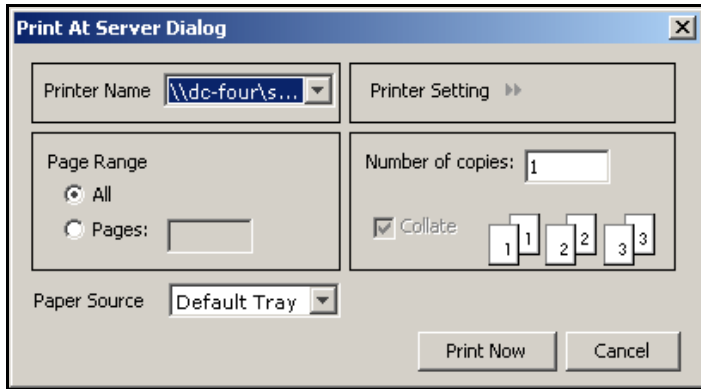 Print At Server Dialog
Printer Name \\dc-four\s...
Printer Setting
Page Range
All
Pages:
Number of copies: 1
Collate
1 1 2 2 3 3
Paper Source Default Tray
Print Now Cancel